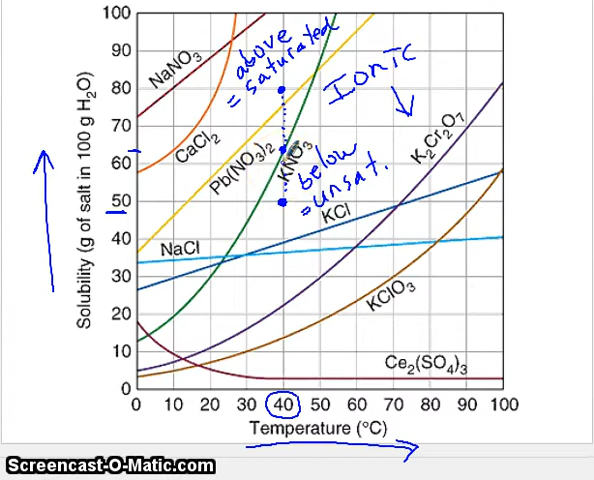 100
90
80
70
60
50
40
30
20
10
0
Solubility (g of salt in 100 g H₂O)
NaNO₃
CaCl₂
Pb(NO₃)₂
KNO₃
K₂Cr₂O₇
KCl
NaCl
KClO₃
Ce₂(SO₄)₃
above
= saturated
Ionic
below
=unsat.
0 10 20 30 40 50 60 70 80 90 100
Temperature (°C)
Screencast-O-Matic.com